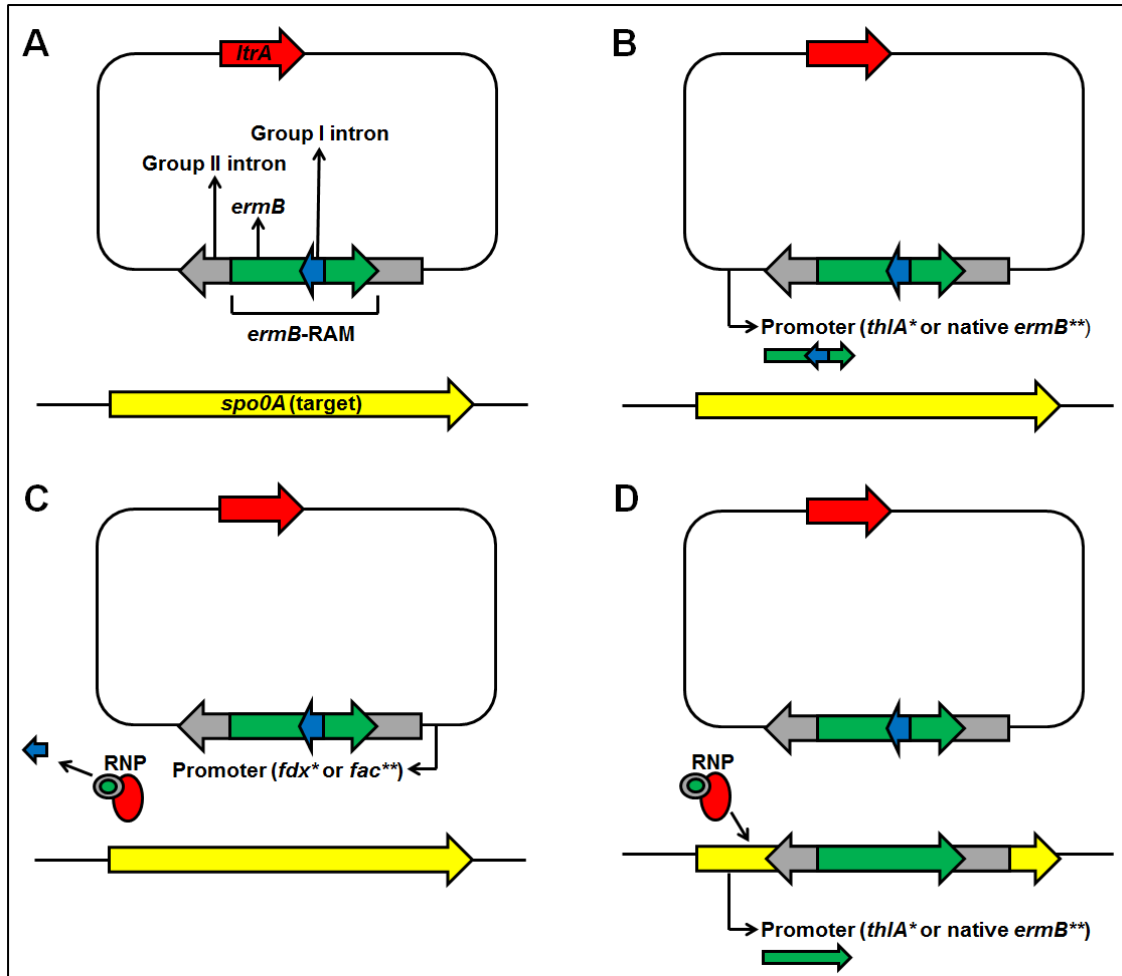 A
ltrA
Group I intron
Group II intron
ermB
ermB-RAM
spo0A (target)
B
Promoter (thlA* or native ermB**)
C
RNP
Promoter (fdx* or fac**)
D
RNP
Promoter (thlA* or native ermB**)